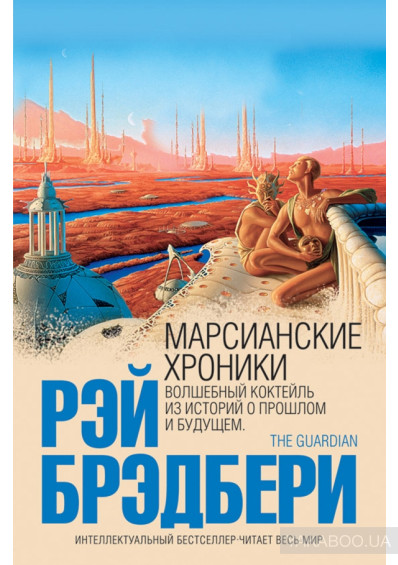 МАРСИАНСКИЕ
ХРОНИКИ
ВОЛШЕБНЫЙ КОКТЕЙЛЬ
ИЗ ИСТОРИЙ О ПРОШЛОМ
И БУДУЩЕМ.
THE GUARDIAN
РЭЙ
БРЭДБЕРИ
ИНТЕЛЛЕКТУАЛЬНЫЙ БЕСТСЕЛЛЕР·ЧИТАЕТ ВЕСЬ МИР